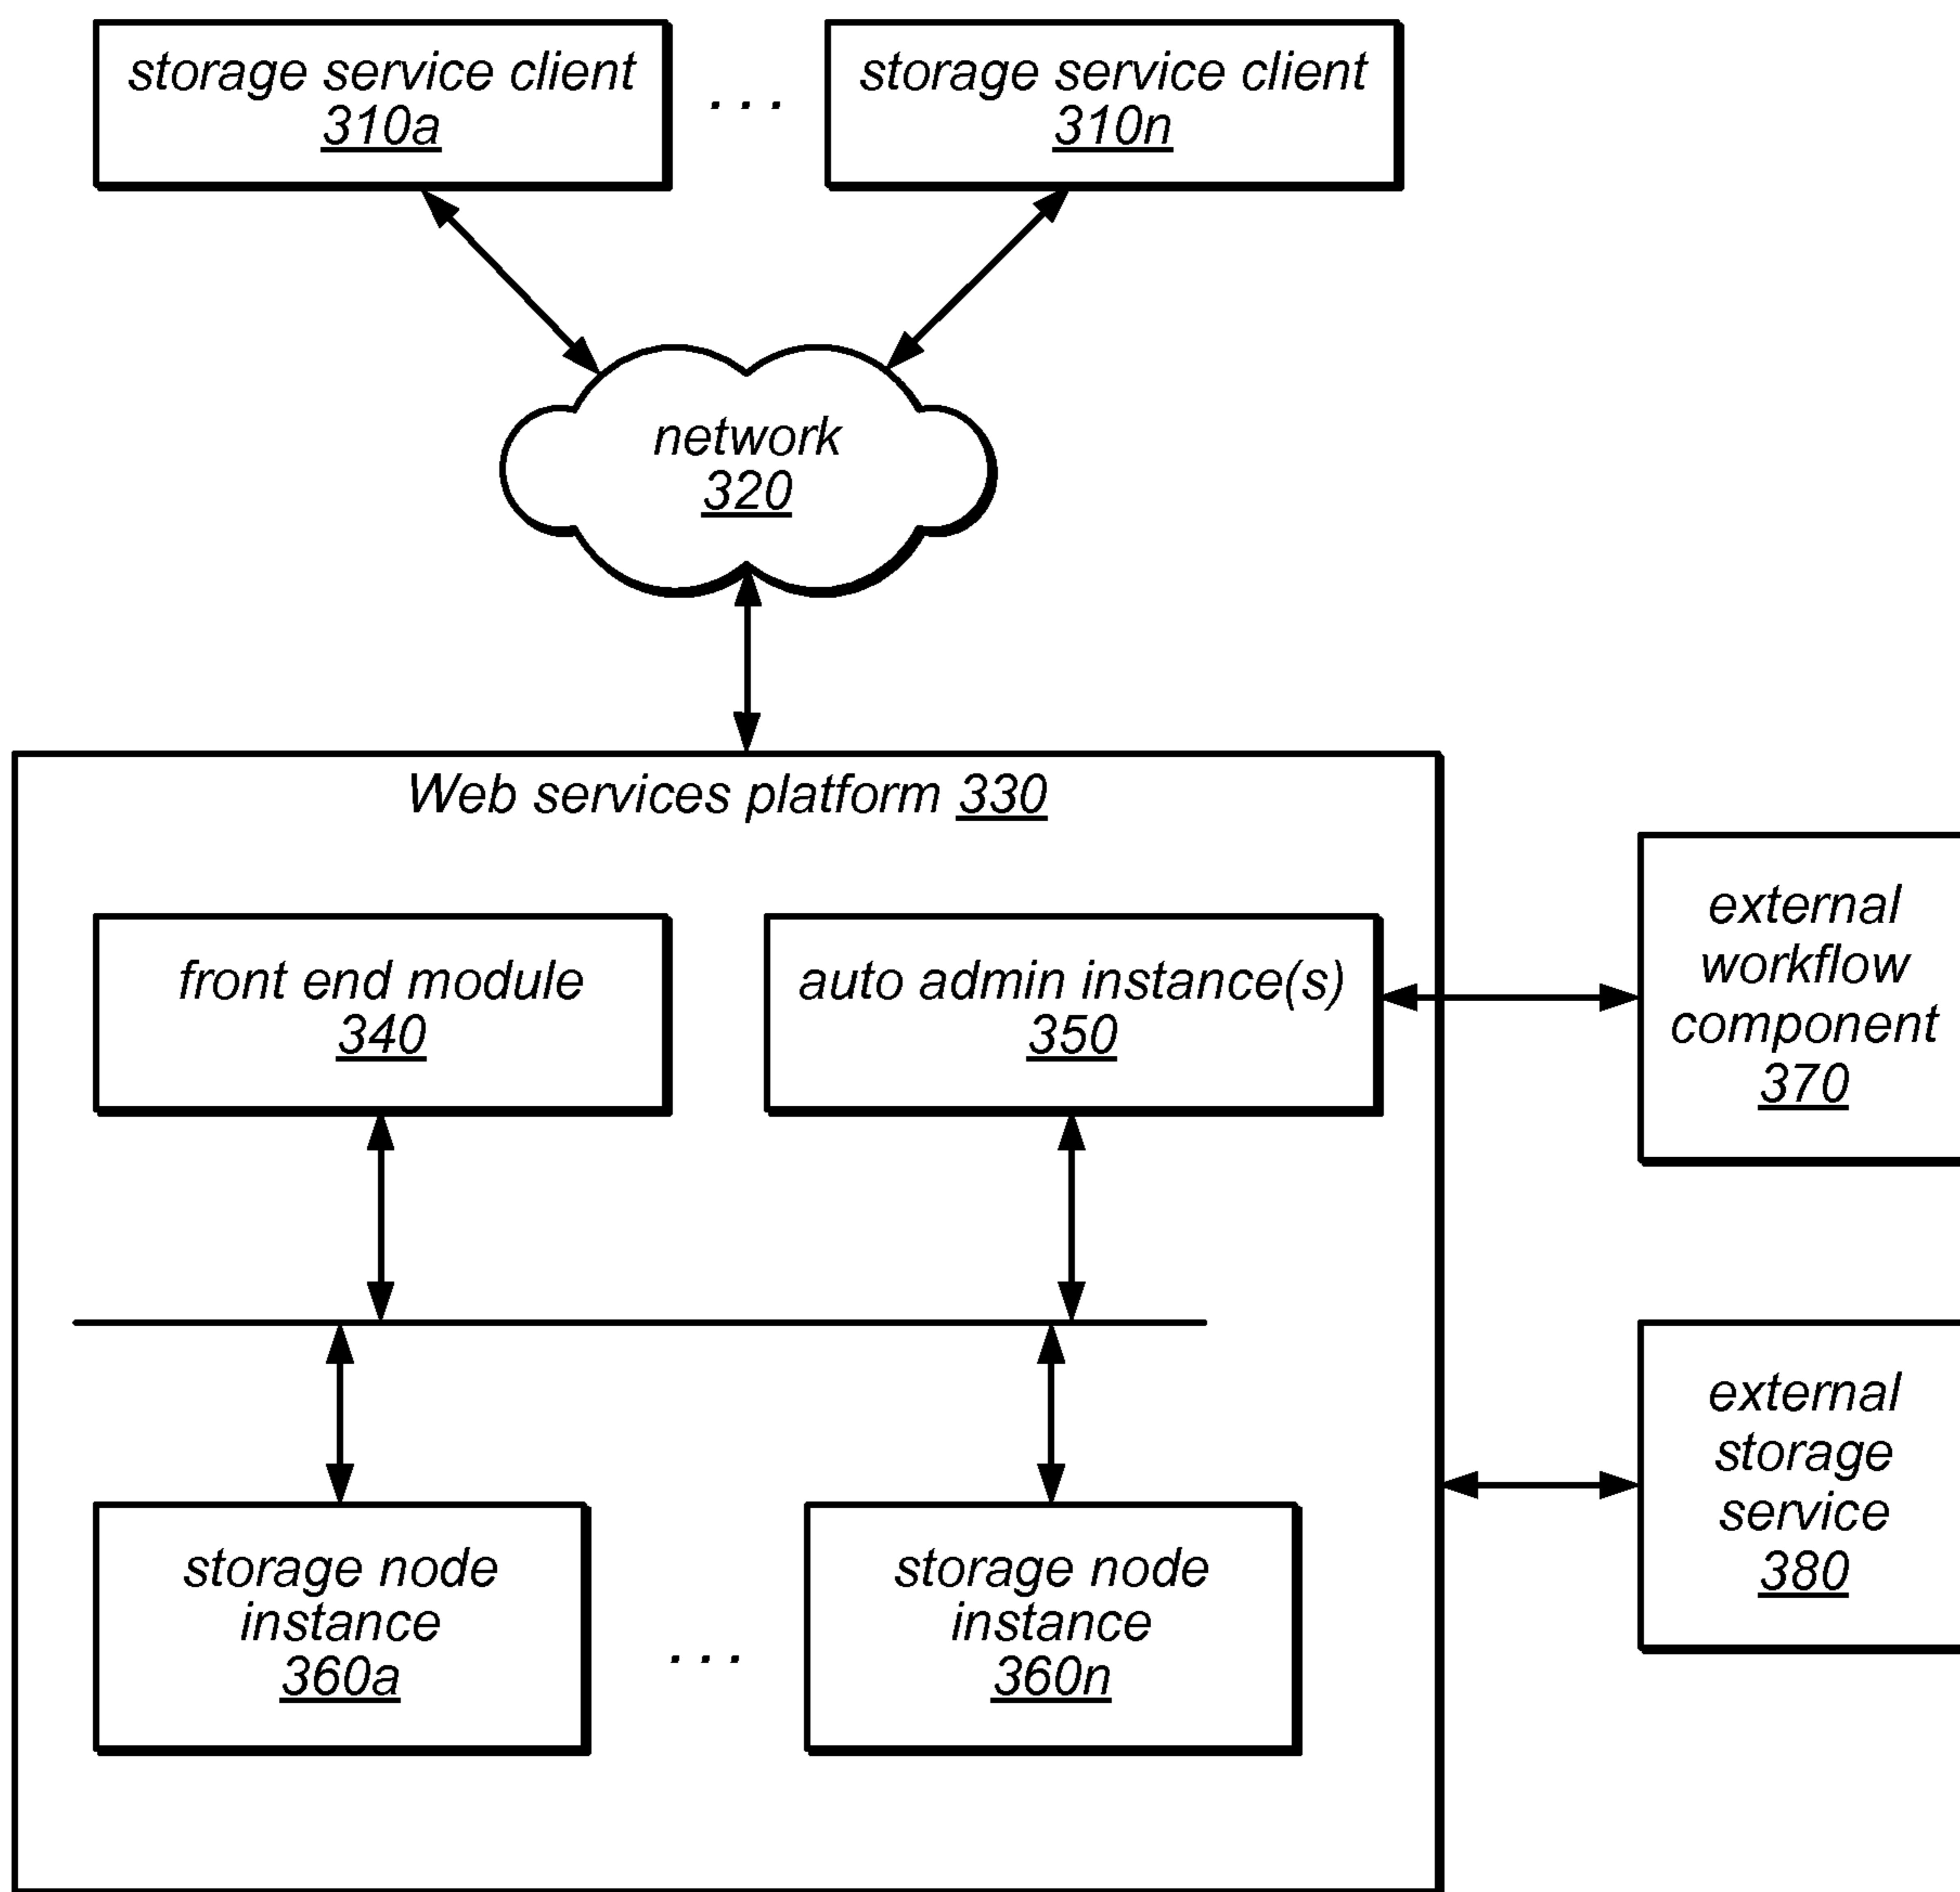 storage service client
310a
. . .
storage service client
310n
network
320
Web services platform 330
front end module
340
auto admin instance(s)
350
external
workflow
component
370
external
storage
service
380
storage node
instance
360a
. . .
storage node
instance
360n